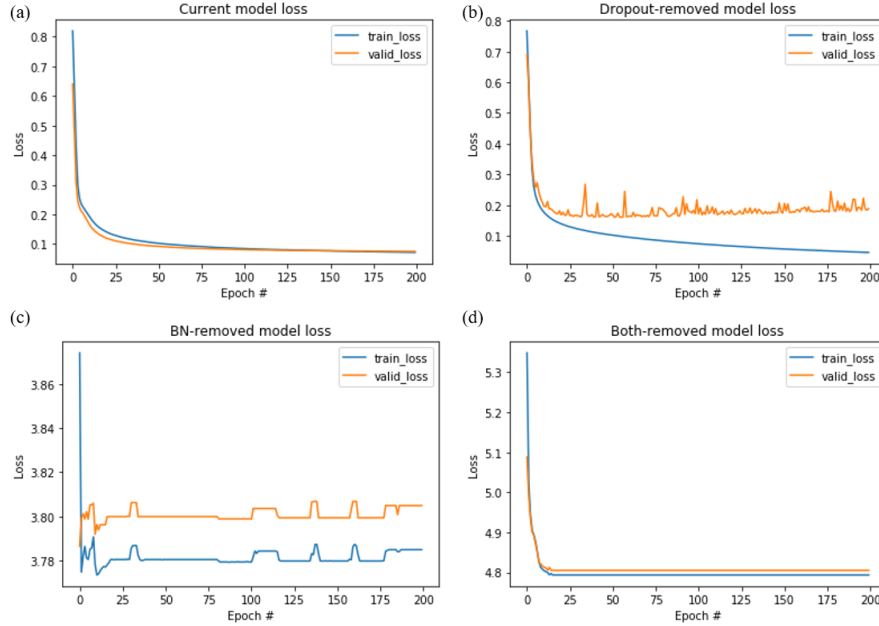 (a)
Current model loss
train_loss
valid_loss
0.8
0.7
0.6
0.5
0.4
0.3
0.2
0.1
Loss
0 25 50 75 100 125 150 175 200
Epoch #
(b)
Dropout-removed model loss
train_loss
valid_loss
0.8
0.7
0.6
0.5
0.4
0.3
0.2
0.1
Loss
0 25 50 75 100 125 150 175 200
Epoch #
(c)
BN-removed model loss
train_loss
valid_loss
3.86
3.84
3.82
3.80
3.78
Loss
0 25 50 75 100 125 150 175 200
Epoch #
(d)
Both-removed model loss
train_loss
valid_loss
5.3
5.2
5.1
5.0
4.9
4.8
Loss
0 25 50 75 100 125 150 175 200
Epoch #